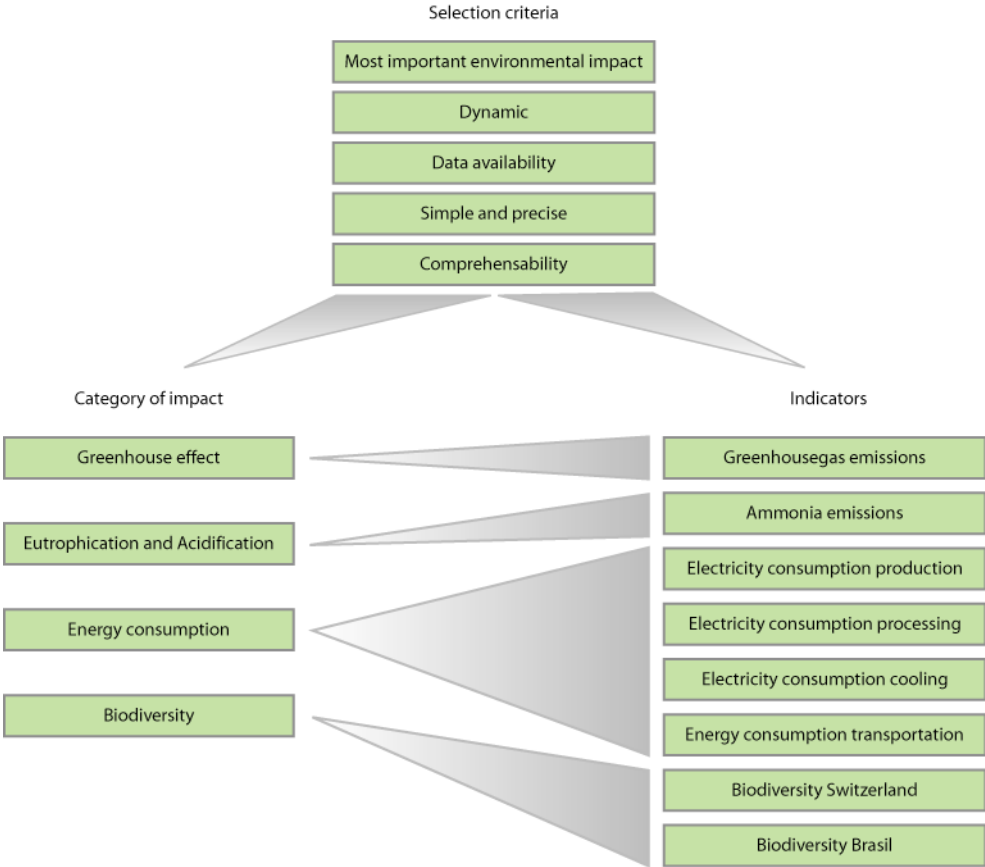 Selection criteria
Most important environmental impact
Dynamic
Data availability
Simple and precise
Comprehensability
Category of impact
Greenhouse effect
Eutrophication and Acidification
Energy consumption
Biodiversity
Indicators
Greenhousegas emissions
Ammonia emissions
Electricity consumption production
Electricity consumption processing
Electricity consumption cooling
Energy consumption transportation
Biodiversity Switzerland
Biodiversity Brasil